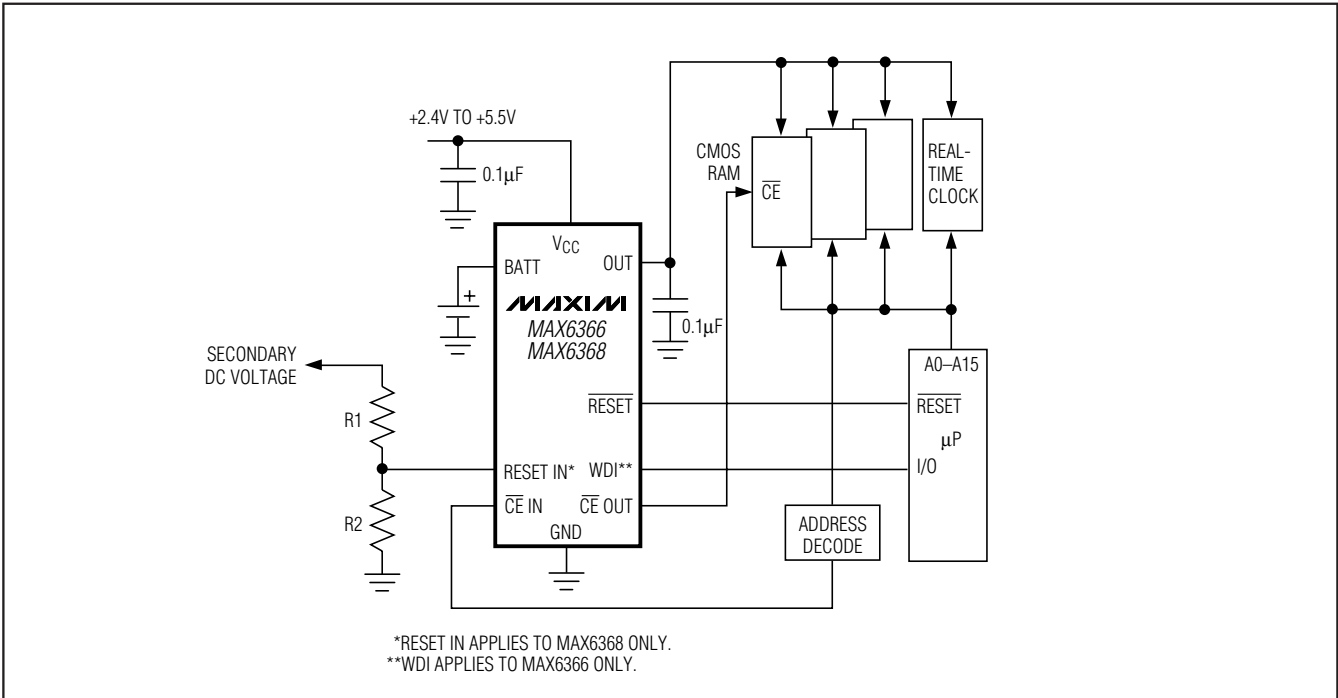 +2.4V TO +5.5V
0.1µF
CMOS
RAM
CE
REAL-
TIME
CLOCK
VCC
BATT
OUT
+
MAXIM
MAX6366
MAX6368
0.1µF
SECONDARY
DC VOLTAGE
R1
R2
RESET
RESET IN*
WDI**
CE IN
CE OUT
GND
A0–A15
RESET
µP
I/O
ADDRESS
DECODE
*RESET IN APPLIES TO MAX6368 ONLY.
**WDI APPLIES TO MAX6366 ONLY.